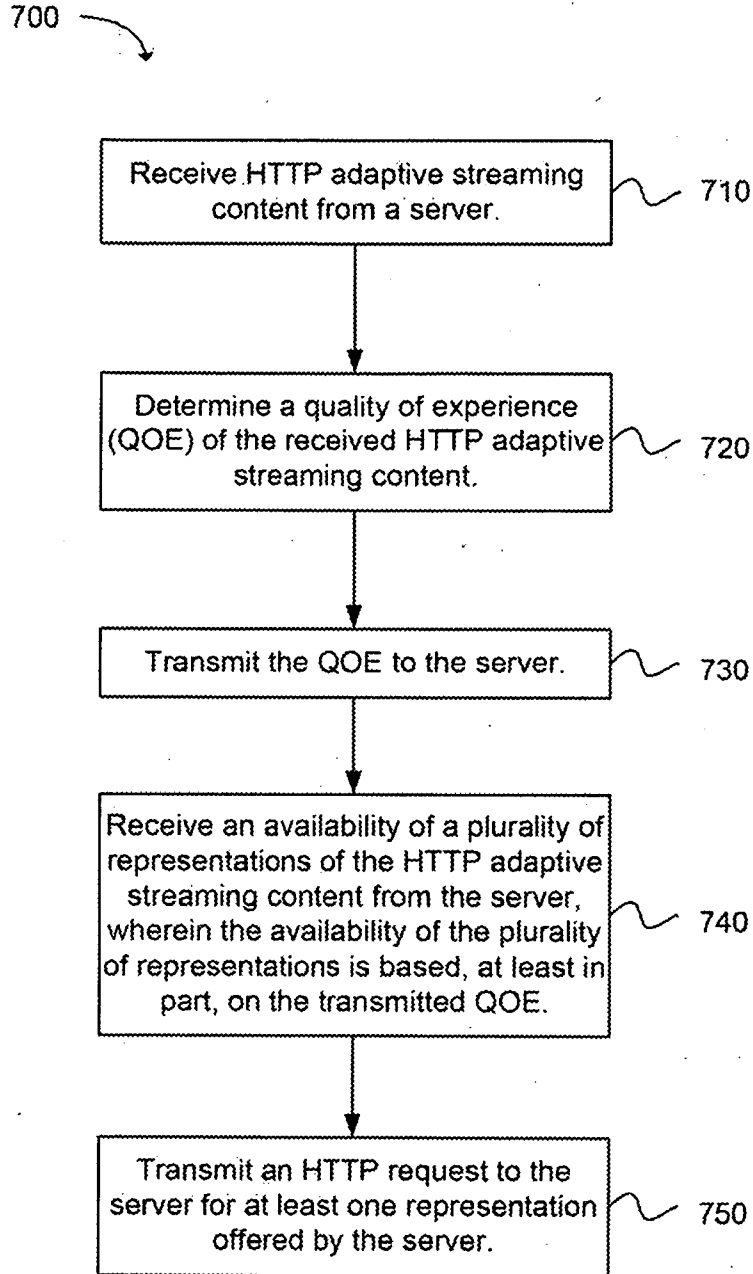 700
Receive HTTP adaptive streaming
content from a server.
710
Determine a quality of experience
(QOE) of the received HTTP adaptive
streaming content.
720
Transmit the QOE to the server.
730
Receive an availability of a plurality of
representations of the HTTP adaptive
streaming content from the server,
wherein the availability of the plurality
of representations is based, at least in
part, on the transmitted QOE.
740
Transmit an HTTP request to the
server for at least one representation
offered by the server.
750